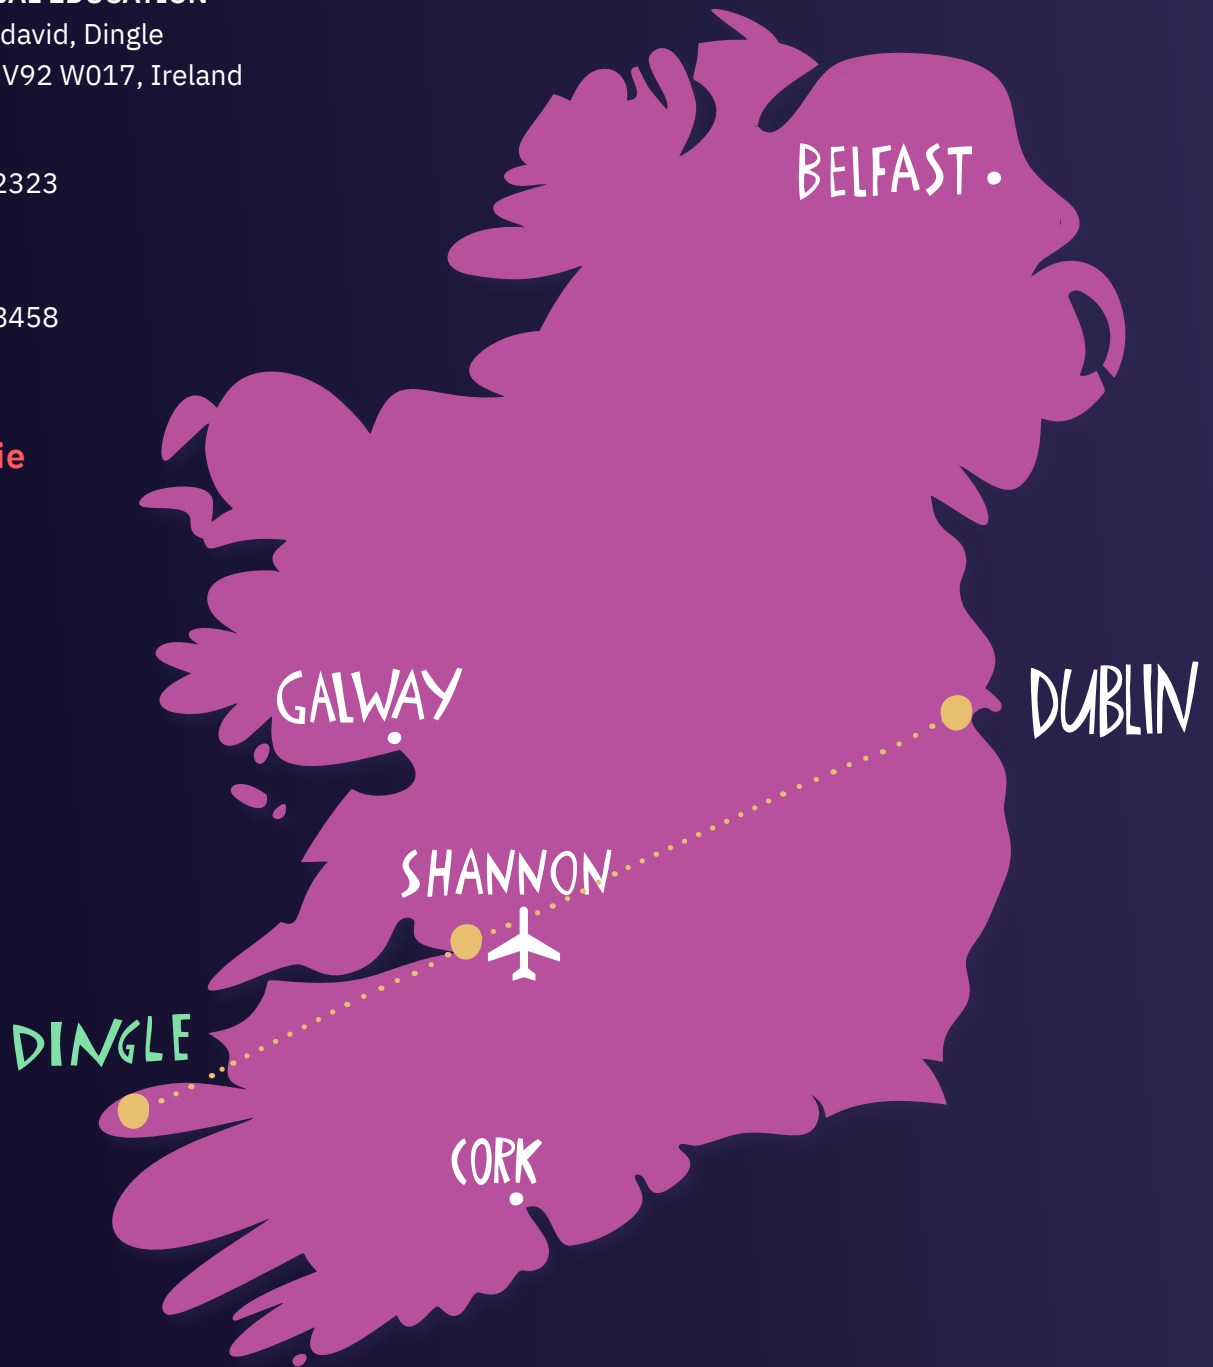 david, Dingle
V92 W017, Ireland
2323
3458
ie
BELFAST
GALWAY
DUBLIN
SHANNON
DINGLE
CORK